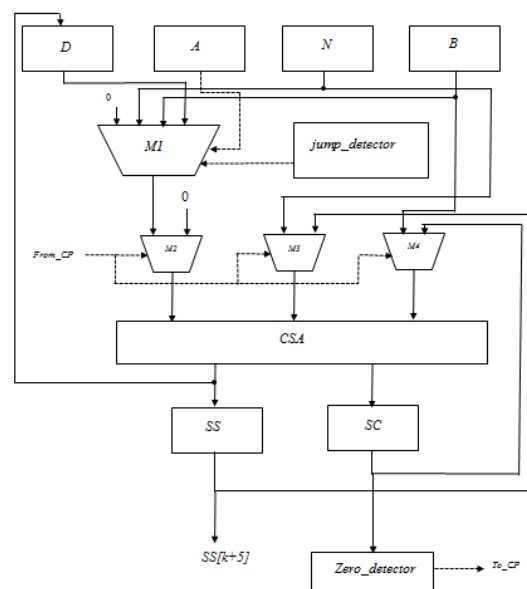 D
A
N
B
0
M1
jump_detector
0
From_CP
M2
M3
M4
CSA
SS
SC
SS[k+5]
Zero_detector
To_CP